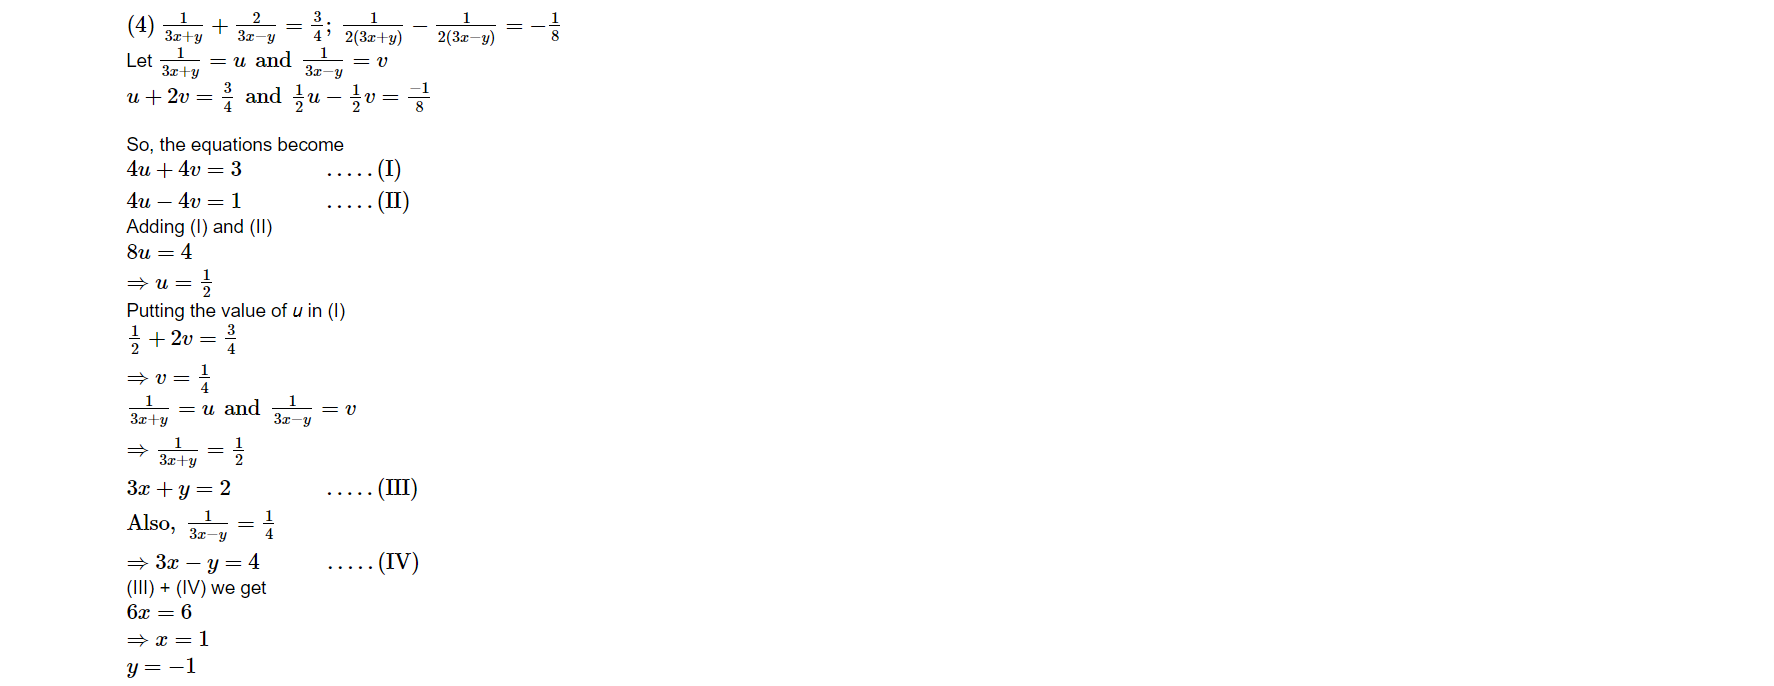 (4) \frac{1}{3x+y} + \frac{2}{3x-y} = \frac{3}{4}; \frac{1}{2(3x+y)} - \frac{1}{2(3x-y)} = -\frac{1}{8}
Let \frac{1}{3x+y} = u and \frac{1}{3x-y} = v
u + 2v = \frac{3}{4} and \frac{1}{2}u - \frac{1}{2}v = \frac{-1}{8}
So, the equations become
4u + 4v = 3 .....(I)
4u − 4v = 1 .....(II)
Adding (I) and (II)
8u = 4
⇒ u = \frac{1}{2}
Putting the value of u in (I)
\frac{1}{2} + 2v = \frac{3}{4}
⇒ v = \frac{1}{4}
\frac{1}{3x+y} = u and \frac{1}{3x-y} = v
⇒ \frac{1}{3x+y} = \frac{1}{2}
3x + y = 2 .....(III)
Also, \frac{1}{3x-y} = \frac{1}{4}
⇒ 3x − y = 4 .....(IV)
(III) + (IV) we get
6x = 6
⇒ x = 1
y = −1